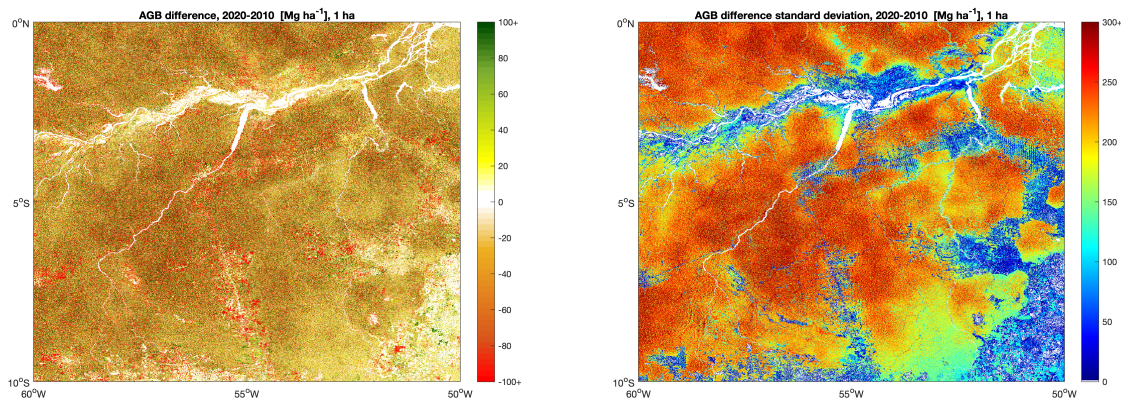 AGB difference, 2020-2010 [Mg ha⁻¹], 1 ha
0°N
5°S
10°S
60°W
55°W
50°W
100+
80
60
40
20
0
-20
-40
-60
-80
-100+
AGB difference standard deviation, 2020-2010 [Mg ha⁻¹], 1 ha
0°N
5°S
10°S
60°W
55°W
50°W
300+
250
200
150
100
50
0